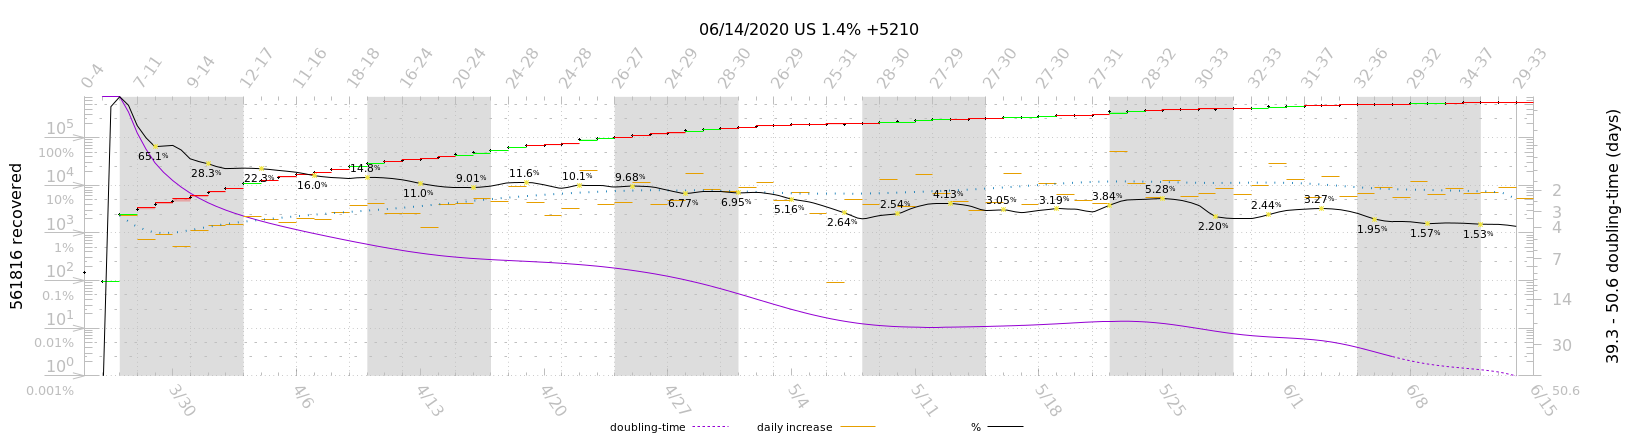 06/14/2020 US 1.4% +5210
0-4 7-11 9-14 12-17 11-16 18-18 16-24 20-24 24-28 24-28 26-27 24-29 28-30 26-29 25-31 28-30 27-29 27-30 27-30 27-31 28-32 30-33 32-33 31-37 32-36 29-32 34-37 29-33
561816 recovered
10^5
100%
10^4
10%
10^3
1%
10^2
0.1%
10^1
0.01%
10^0
0.001%
65.1% 28.3% 22.3% 16.0% 14.8% 11.0% 9.01% 11.6% 10.1% 9.68% 6.77% 6.95% 5.16% 2.64% 2.54% 4.13% 3.05% 3.19% 3.84% 5.28% 2.20% 2.44% 3.27% 1.95% 1.57% 1.53%
2
3
4
7
14
30
50.6
39.3 - 50.6 doubling-time (days)
3/30 4/6 4/13 4/20 4/27 5/4 5/11 5/18 5/25 6/1 6/8 6/15
doubling-time daily increase %